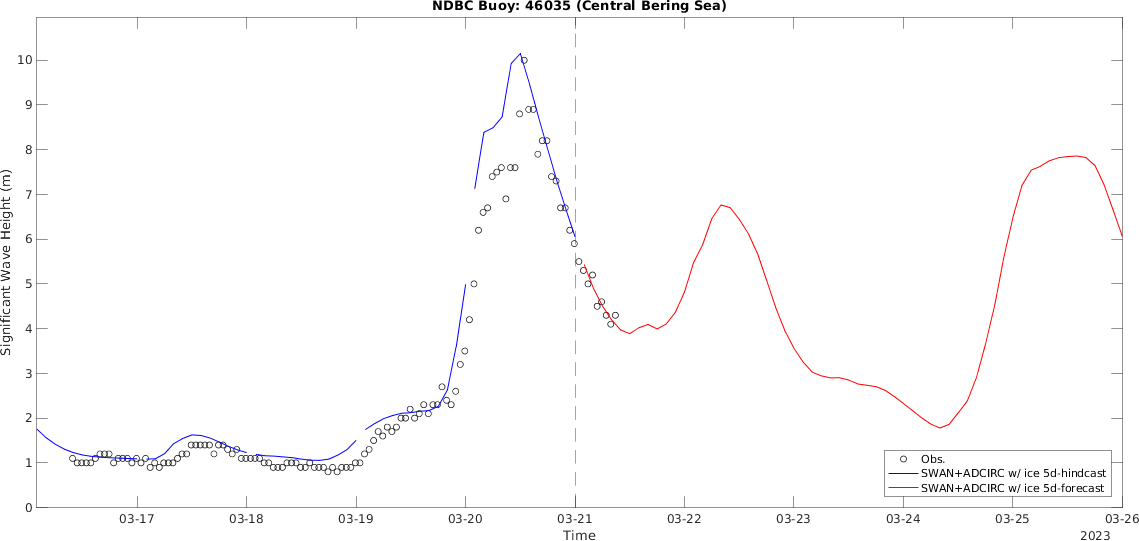 NDBC Buoy: 46035 (Central Bering Sea)
Significant Wave Height (m)
10
9
8
7
6
5
4
3
2
1
0
Obs.
SWAN+ADCIRC w/ ice 5d-hindcast
SWAN+ADCIRC w/ ice 5d-forecast
03-17 03-18 03-19 03-20 03-21 03-22 03-23 03-24 03-25 03-26
Time
2023